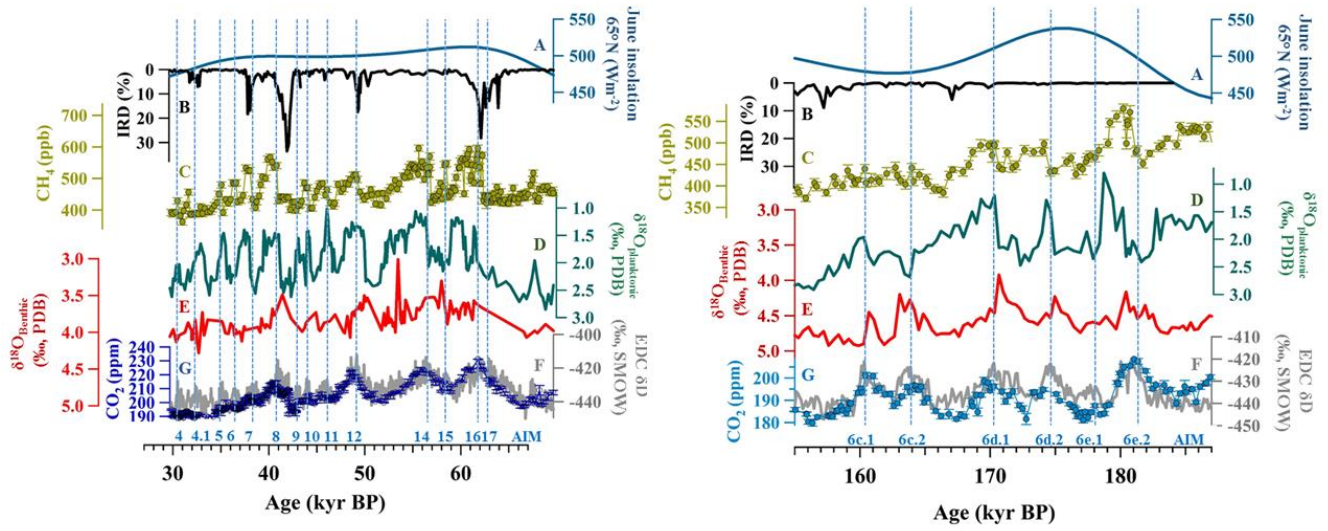 550
500
450
June insolation
65°N (Wm⁻²)
A
0
10
20
30
IRD (%)
B
700
600
500
400
CH₄ (ppb)
C
1.0
1.5
2.0
2.5
3.0
δ¹⁸Oplanktonic
(‰, PDB)
D
3.0
3.5
4.0
4.5
5.0
δ¹⁸OBenthic
(‰, PDB)
E
-400
-420
-440
EDC δD
(‰, SMOW)
F
240
230
220
210
200
190
CO₂ (ppm)
G
4 4.1 5 6 7 8 9 10 11 12 14 15 16 17 AIM
30 40 50 60
Age (kyr BP)
550
500
450
June insolation
65°N (Wm⁻²)
A
0
10
20
30
IRD (%)
B
550
500
450
400
350
CH₄ (ppb)
C
1.0
1.5
2.0
2.5
3.0
δ¹⁸Oplanktonic
(‰, PDB)
D
3.0
3.5
4.0
4.5
5.0
δ¹⁸OBenthic
(‰, PDB)
E
-410
-420
-430
-440
-450
EDC δD
(‰, SMOW)
F
200
190
180
CO₂ (ppm)
G
6c.1 6c.2 6d.1 6d.2 6e.1 6e.2 AIM
160 170 180
Age (kyr BP)